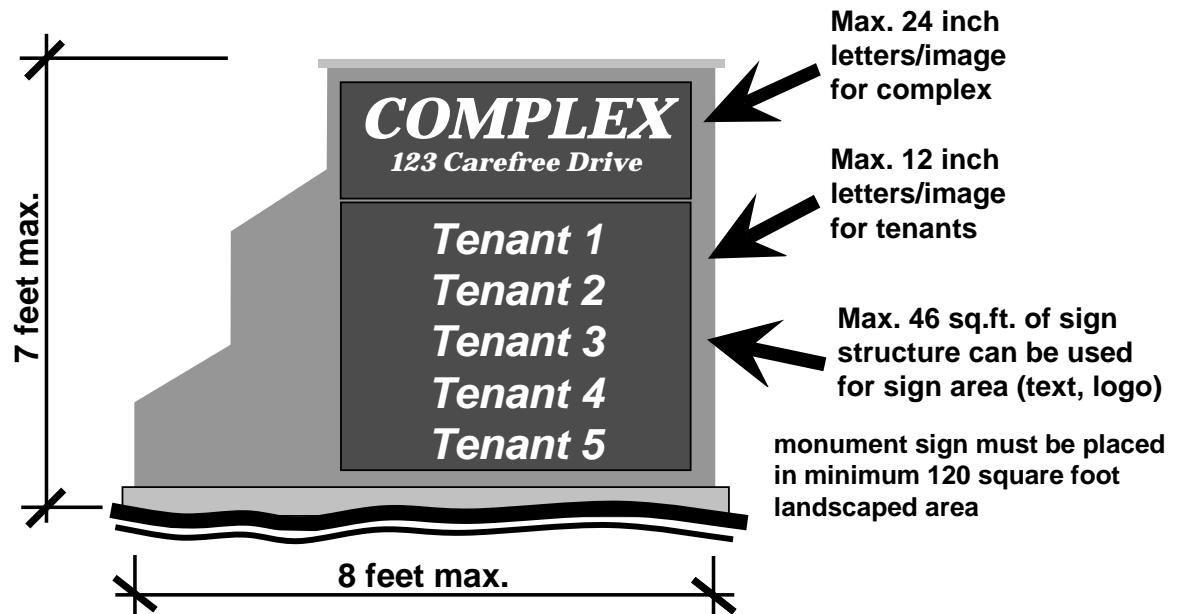 Max. 24 inch
letters/image
for complex
COMPLEX
123 Carefree Drive
Max. 12 inch
letters/image
for tenants
Tenant 1
Tenant 2
Tenant 3
Tenant 4
Tenant 5
7 feet max.
Max. 46 sq.ft. of sign
structure can be used
for sign area (text, logo)
monument sign must be placed
in minimum 120 square foot
landscaped area
8 feet max.